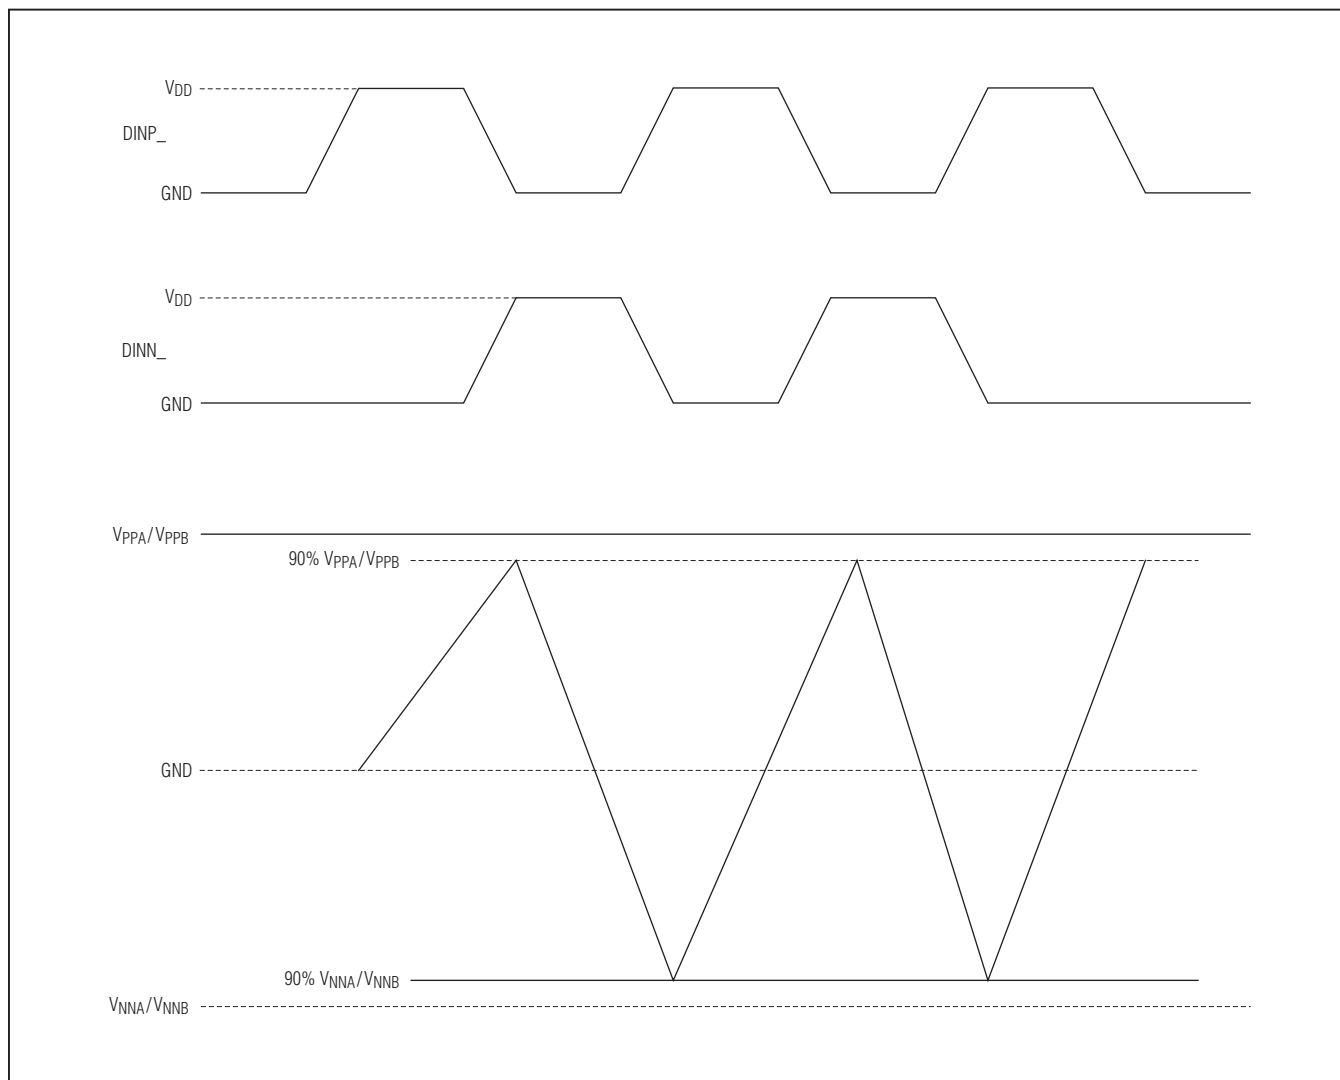 VDD
DINP_
GND
VDD
DINN_
GND
VPPA/VPPB
90% VPPA/VPPB
GND
90% VNNA/VNNB
VNNA/VNNB